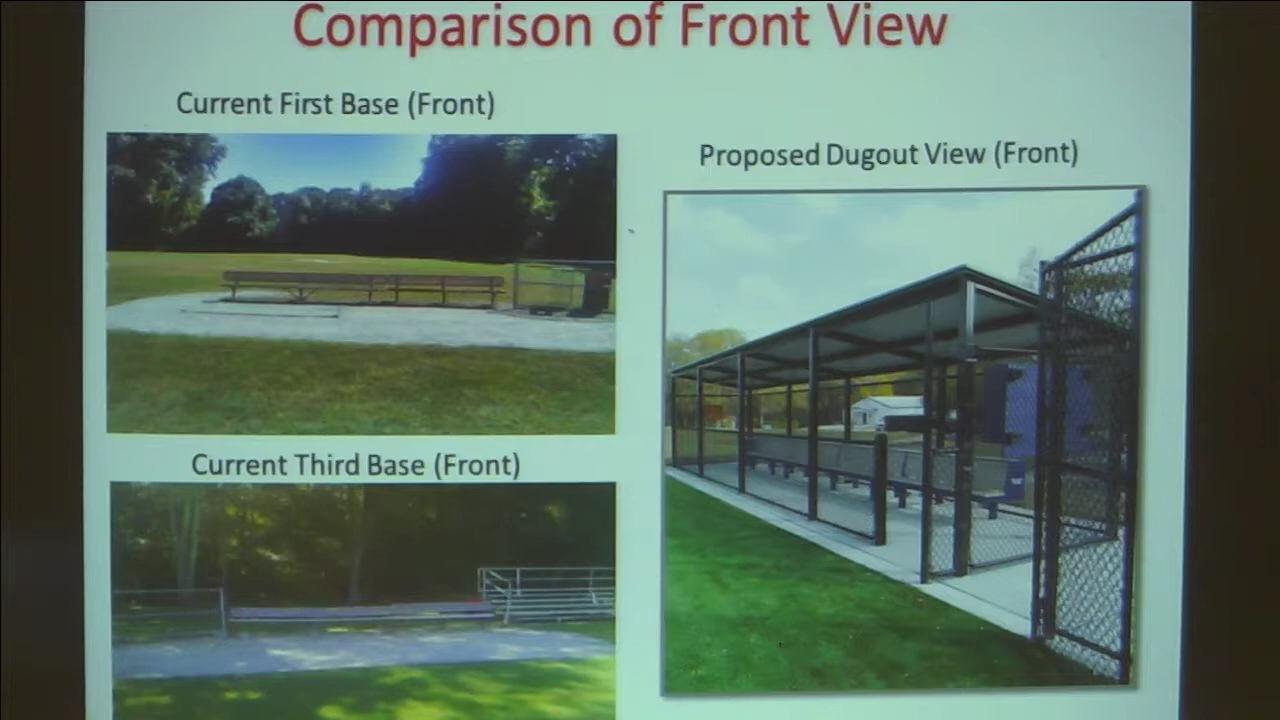 Comparison of Front View
Current First Base (Front)
Proposed Dugout View (Front)
Current Third Base (Front)